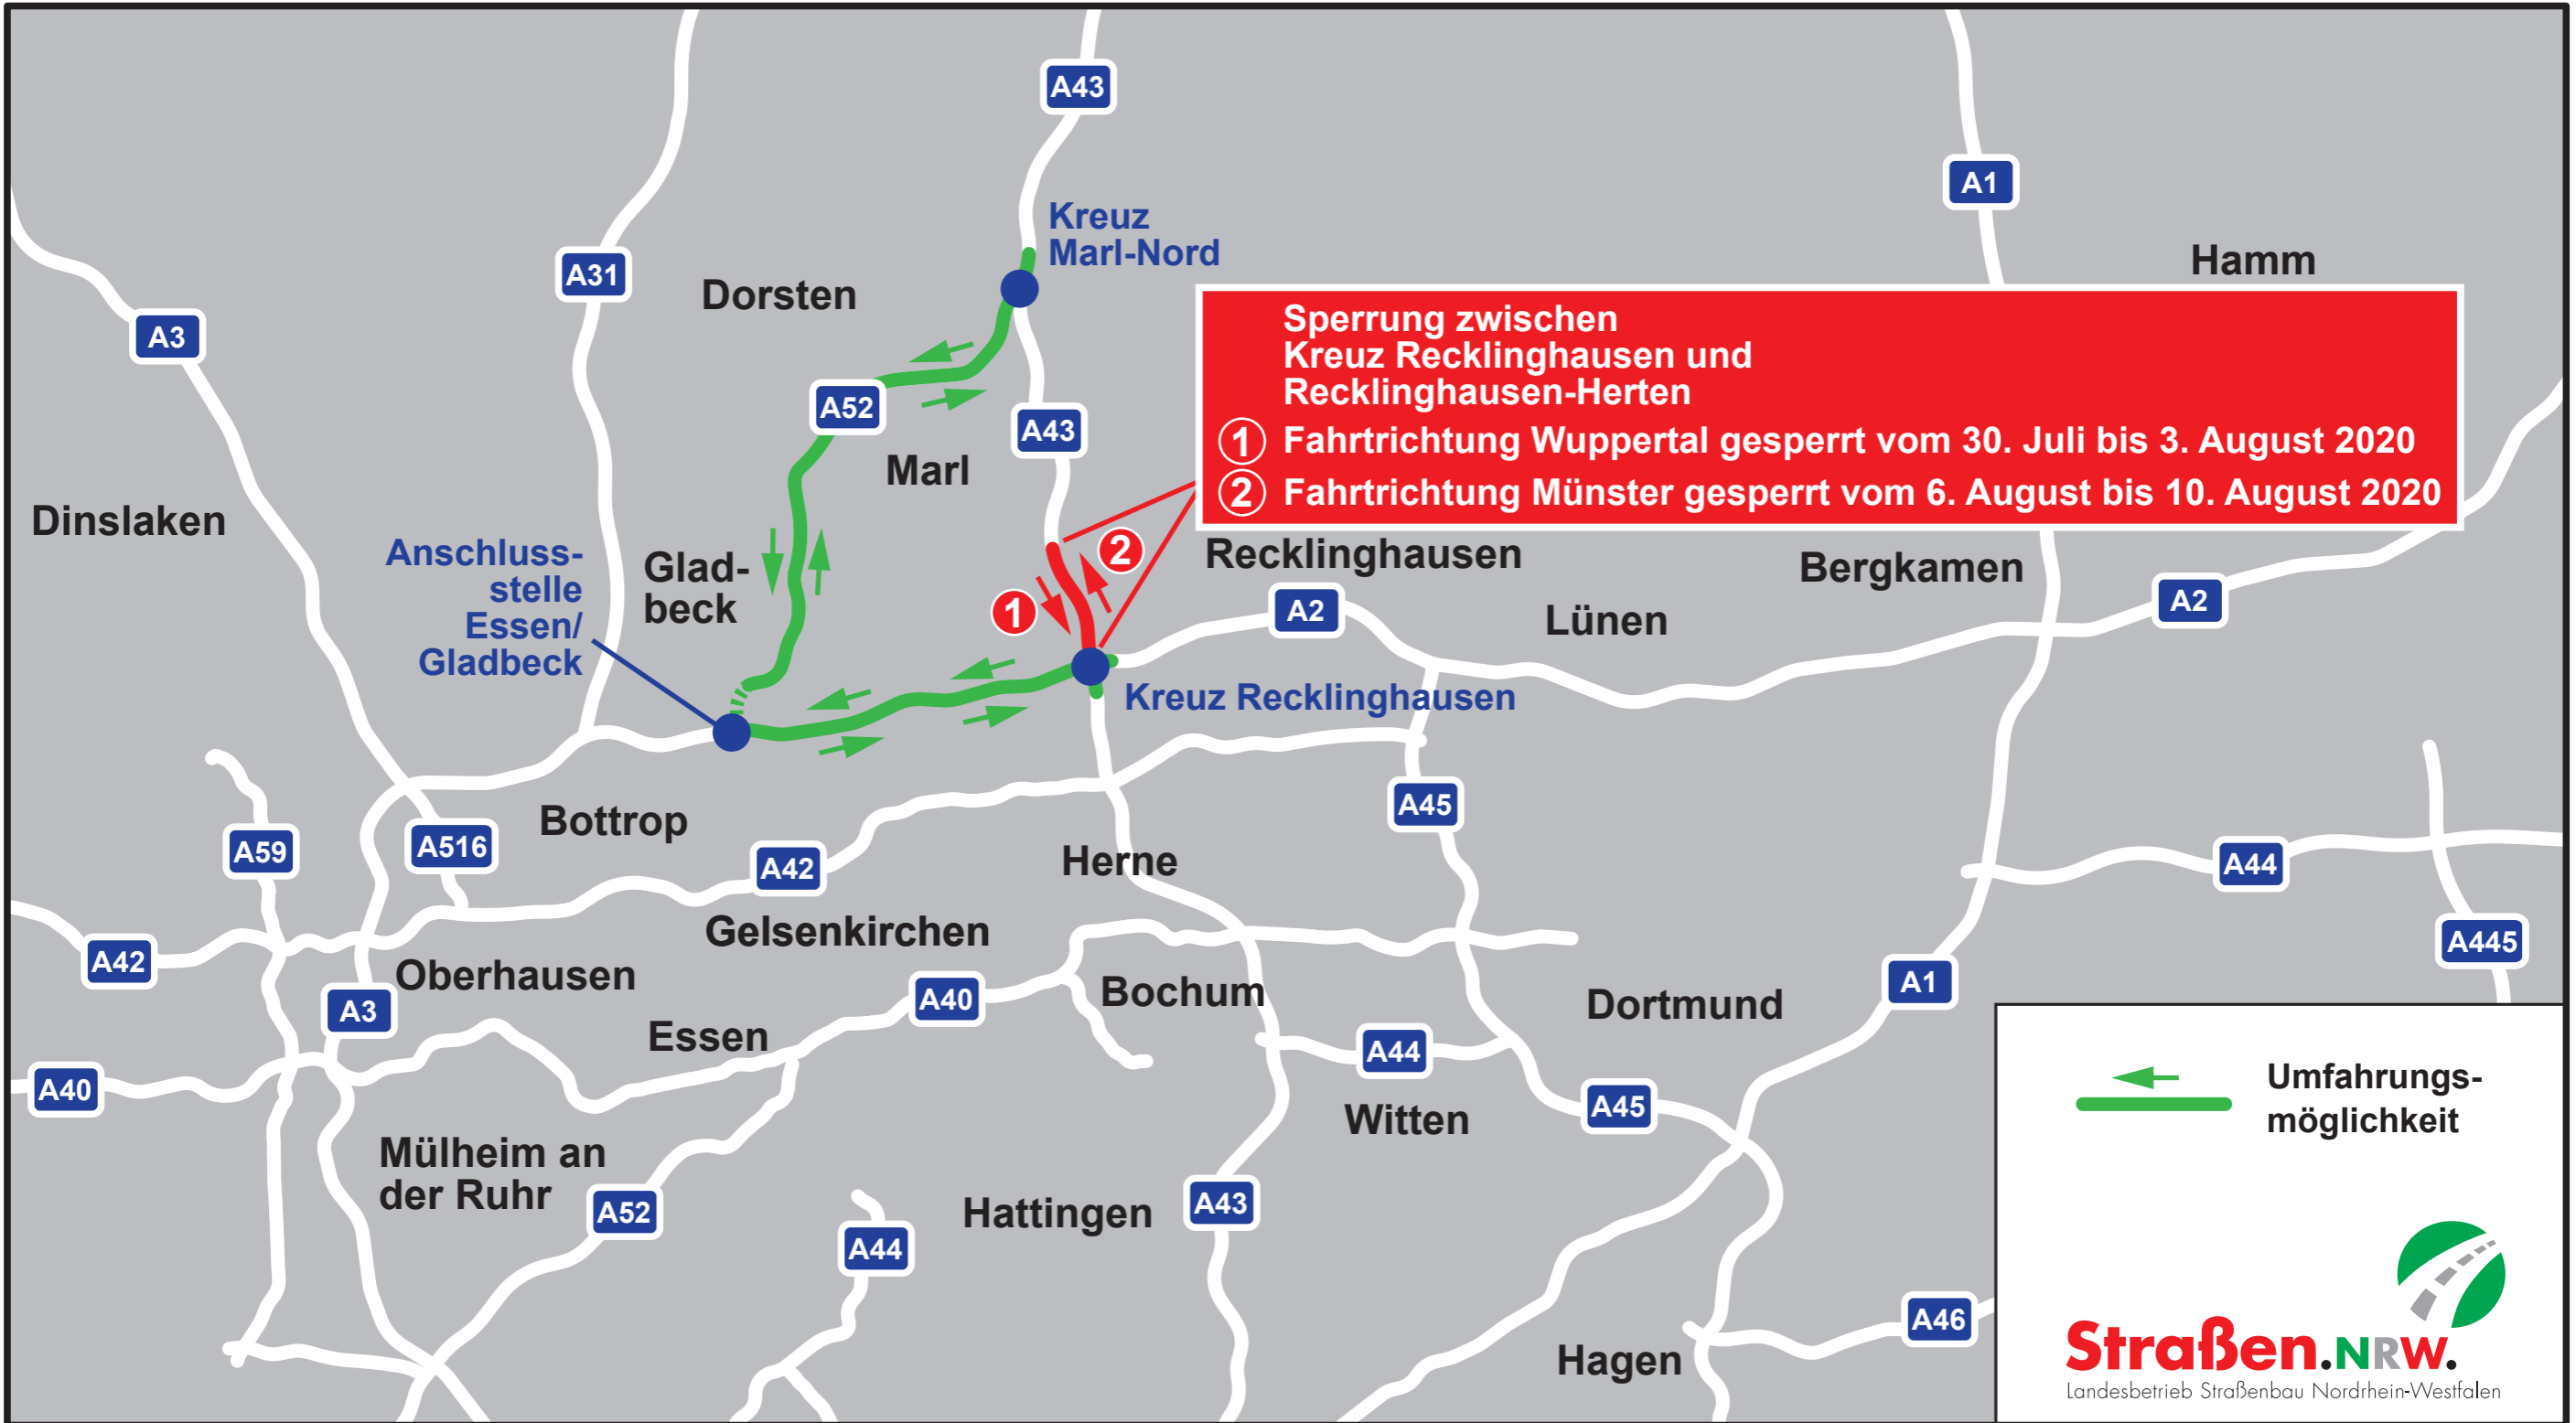 A43
A1
Kreuz
Marl-Nord
Hamm
A31
Dorsten
A3
Sperrung zwischen
Kreuz Recklinghausen und
Recklinghausen-Herten
1 Fahrtrichtung Wuppertal gesperrt vom 30. Juli bis 3. August 2020
2 Fahrtrichtung Münster gesperrt vom 6. August bis 10. August 2020
A52
A43
Marl
Dinslaken
Anschluss-
stelle
Essen/
Gladbeck
Glad-
beck
2
1
Recklinghausen
Bergkamen
A2
A2
Lünen
Kreuz Recklinghausen
A45
Bottrop
A59
A516
A42
Herne
A44
Gelsenkirchen
A42
A445
Oberhausen
A3
A40
Bochum
Dortmund
A1
Essen
A44
A40
A45
Witten
Mülheim an
der Ruhr
A52
Hattingen
A43
A44
Hagen
A46
Umfahrungs-
möglichkeit
Straßen.NRW.
Landesbetrieb Straßenbau Nordrhein-Westfalen